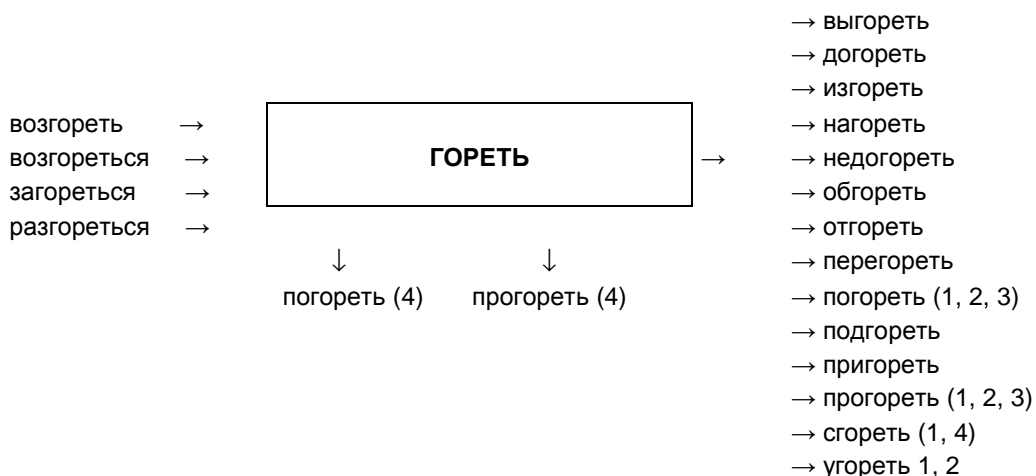 возгореть →
возгореться →
загореться →
разгореться →
ГОРЕТЬ
→
↓ ↓
погореть (4) прогореть (4)
→ выгореть
→ догореть
→ изгореть
→ нагореть
→ недогореть
→ обгореть
→ отгореть
→ перегореть
→ погореть (1, 2, 3)
→ подгореть
→ пригореть
→ прогореть (1, 2, 3)
→ сгореть (1, 4)
→ угореть 1, 2